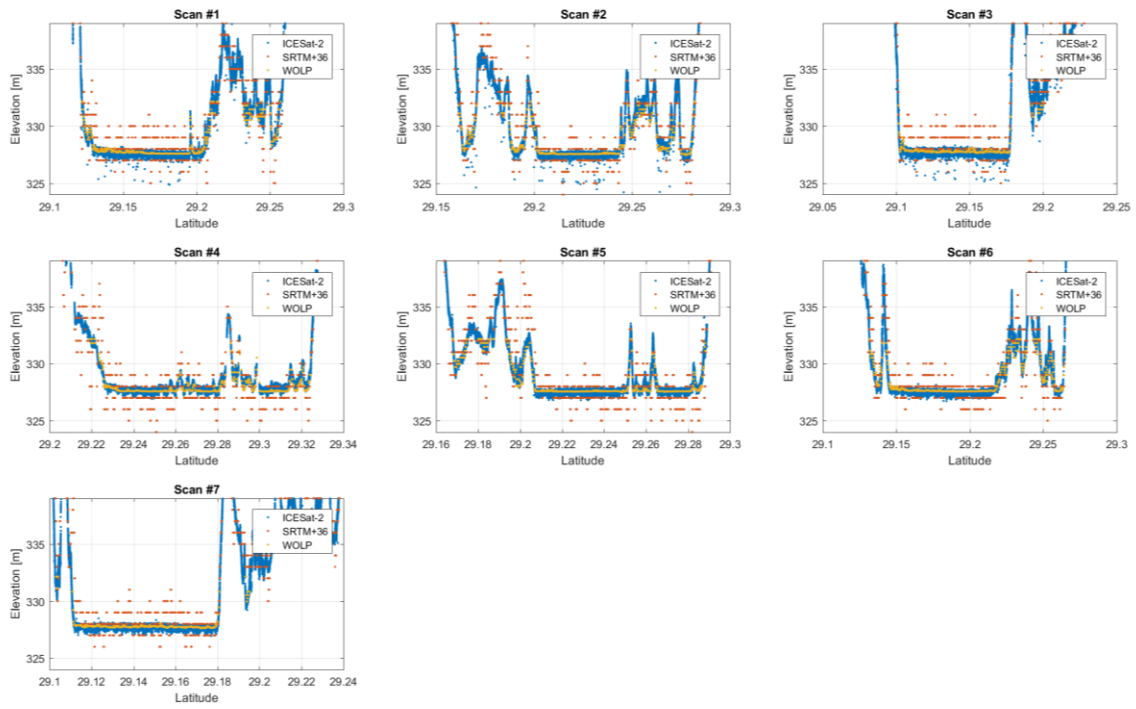 Scan #1
Elevation [m]
335
330
325
ICESat-2
SRTM+36
WOLP
29.1
29.15
29.2
29.25
29.3
Latitude
Scan #2
Elevation [m]
335
330
325
ICESat-2
SRTM+36
WOLP
29.15
29.2
29.25
29.3
Latitude
Scan #3
Elevation [m]
335
330
325
ICESat-2
SRTM+36
WOLP
29.05
29.1
29.15
29.2
29.25
Latitude
Scan #4
Elevation [m]
335
330
325
ICESat-2
SRTM+36
WOLP
29.2
29.22
29.24
29.26
29.28
29.3
29.32
29.34
Latitude
Scan #5
Elevation [m]
335
330
325
ICESat-2
SRTM+36
WOLP
29.16
29.18
29.2
29.22
29.24
29.26
29.28
29.3
Latitude
Scan #6
Elevation [m]
335
330
325
ICESat-2
SRTM+36
WOLP
29.1
29.15
29.2
29.25
29.3
Latitude
Scan #7
Elevation [m]
335
330
325
ICESat-2
SRTM+36
WOLP
29.1
29.12
29.14
29.16
29.18
29.2
29.22
29.24
Latitude